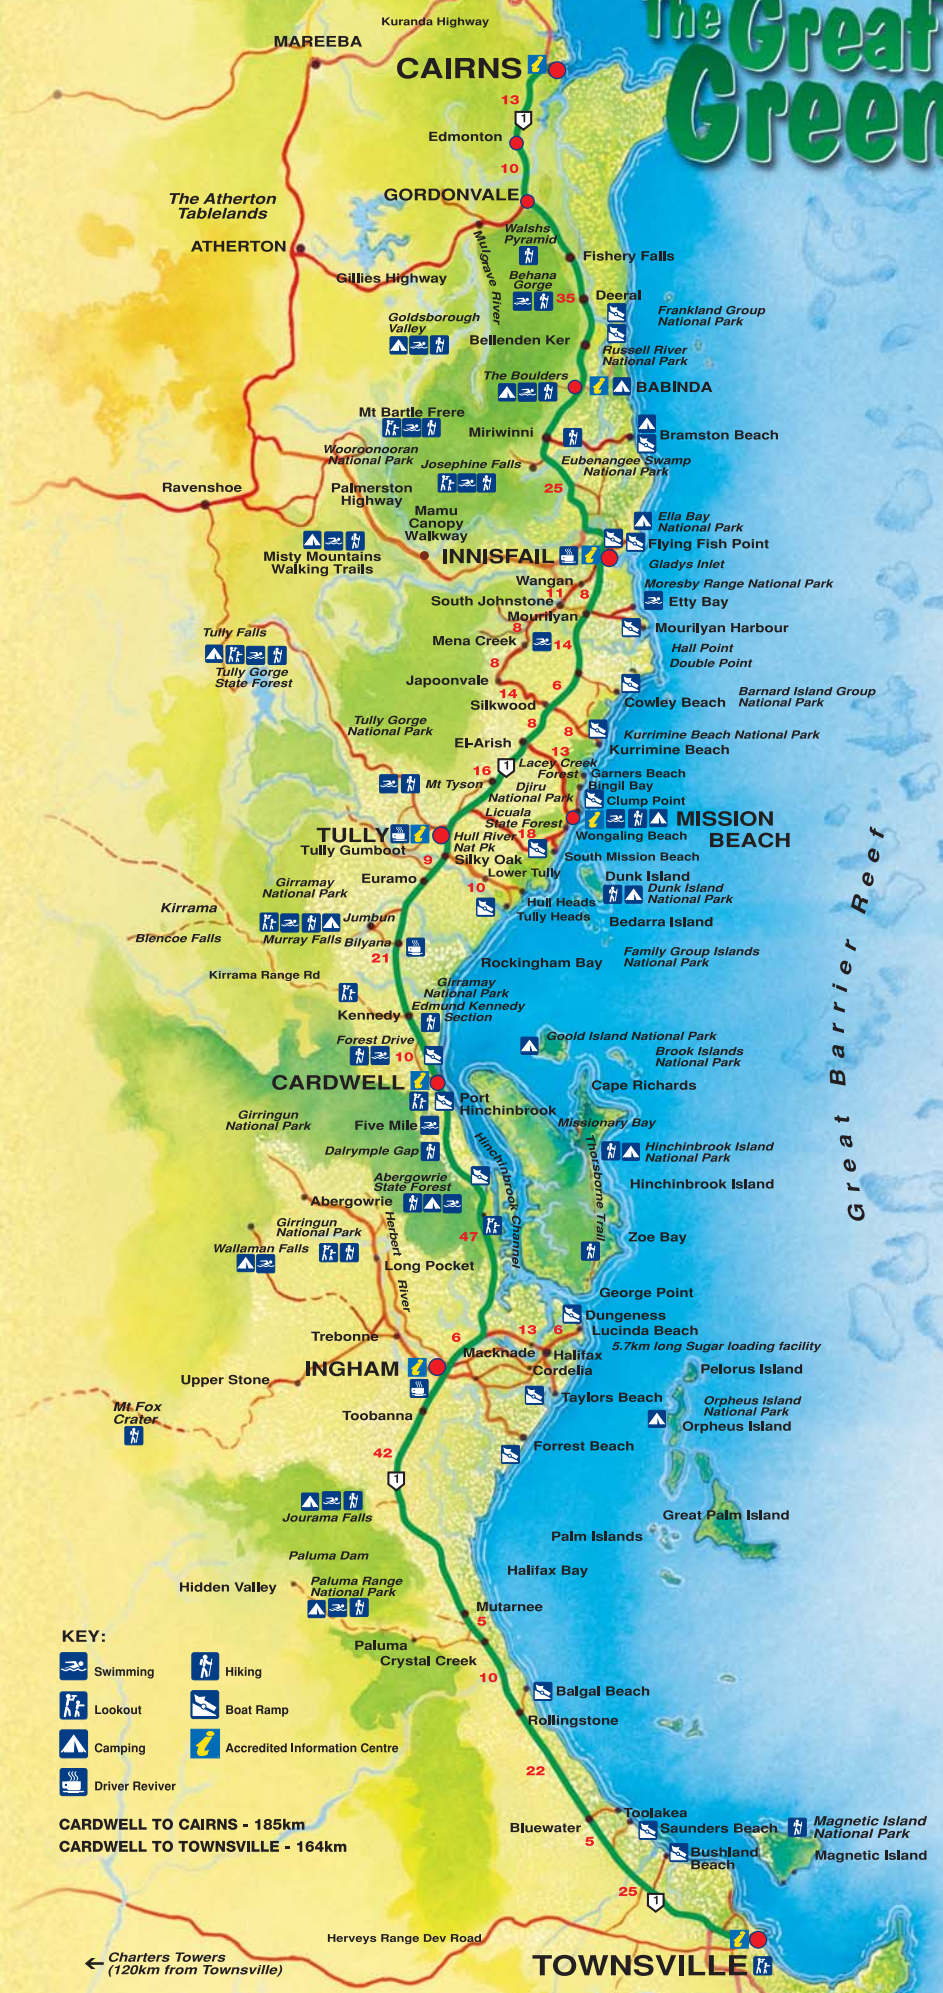 The Great
Green
Kuranda Highway
MAREEBA
CAIRNS
13
1
Edmonton
10
The Atherton
Tablelands
GORDONVALE
ATHERTON
Walshs
Pyramid
Mulgrave River
Fishery Falls
Gillies Highway
Behana
Gorge
35
Deeral
Goldsborough
Valley
Frankland Group
National Park
Bellenden Ker
Russell River
National Park
The Boulders
BABINDA
Mt Bartle Frere
Miriwinni
Bramston Beach
Wooroonooran
National Park
Josephine Falls
Eubenangee Swamp
National Park
Ravenshoe
Palmerston
Highway
25
Mamu
Canopy
Walkway
Ella Bay
National Park
Flying Fish Point
Misty Mountains
Walking Trails
INNISFAIL
Gladys Inlet
Wangan
11
8
Moresby Range National Park
South Johnstone
Etty Bay
Mourilyan
8
Mourilyan Harbour
Tully Falls
Mena Creek
14
Hall Point
Double Point
8
Tully Gorge
State Forest
Japoonvale
14
6
Silkwood
Cowley Beach
Barnard Island Group
National Park
Tully Gorge
National Park
8
8
El-Arish
Kurrimine Beach National Park
Kurrimine Beach
13
1
16
Lacey Creek
Forest
Garners Beach
Bingil Bay
Mt Tyson
Djiru
National Park
Clump Point
Licuala
State Forest
MISSION
BEACH
TULLY
18
Hull River
Nat Pk
Wongaling Beach
Tully Gumboot
9
Silky Oak
South Mission Beach
Euramo
10
Lower Tully
Dunk Island
Dunk Island
National Park
Girramay
National Park
Hull Heads
Tully Heads
Kirrama
Jumbun
Bedarra Island
Blencoe Falls
Murray Falls
Bilyana
21
Rockingham Bay
Family Group Islands
National Park
Great Barrier Reef
Kirrama Range Rd
Girramay
National Park
Edmund Kennedy
Section
Kennedy
Forest Drive
10
Goold Island National Park
Brook Islands
National Park
CARDWELL
Cape Richards
Port
Hinchinbrook
Girringun
National Park
Five Mile
Missionary Bay
Dalrymple Gap
Hinchinbrook Channel
Thorsborne Trail
Hinchinbrook Island
National Park
Abergowrie
State Forest
Hinchinbrook Island
Abergowrie
Girringun
National Park
Herbert
River
47
Zoe Bay
Wallaman Falls
Long Pocket
George Point
Dungeness
Trebonne
6
13
6
Lucinda Beach
5.7km long Sugar loading facility
Macknade
Halifax
INGHAM
Cordelia
Pelorus Island
Upper Stone
Taylors Beach
Orpheus Island
National Park
Orpheus Island
Mt Fox
Crater
Toobanna
42
Forrest Beach
1
Jourama Falls
Great Palm Island
Palm Islands
Paluma Dam
Halifax Bay
Hidden Valley
Paluma Range
National Park
Mutarnee
5
Paluma
Crystal Creek
10
KEY:
Swimming
Hiking
Lookout
Boat Ramp
Camping
Accredited Information Centre
Driver Reviver
Balgal Beach
Rollingstone
22
CARDWELL TO CAIRNS - 185km
CARDWELL TO TOWNSVILLE - 164km
Toolakea
Bluewater
Saunders Beach
5
Magnetic Island
National Park
Bushland
Beach
Magnetic Island
25
1
Herveys Range Dev Road
Charters Towers
(120km from Townsville)
TOWNSVILLE